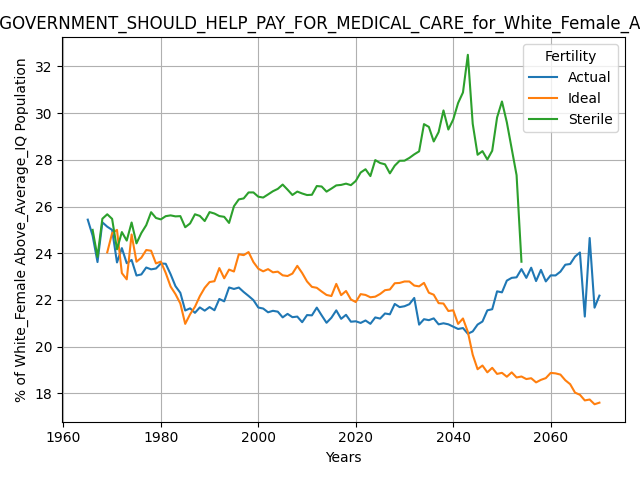 GOVERNMENT_SHOULD_HELP_PAY_FOR_MEDICAL_CARE_for_White_Female_A
Fertility
Actual
Ideal
Sterile
% of White_Female Above_Average_IQ Population
32
30
28
26
24
22
20
18
1960 1980 2000 2020 2040 2060
Years